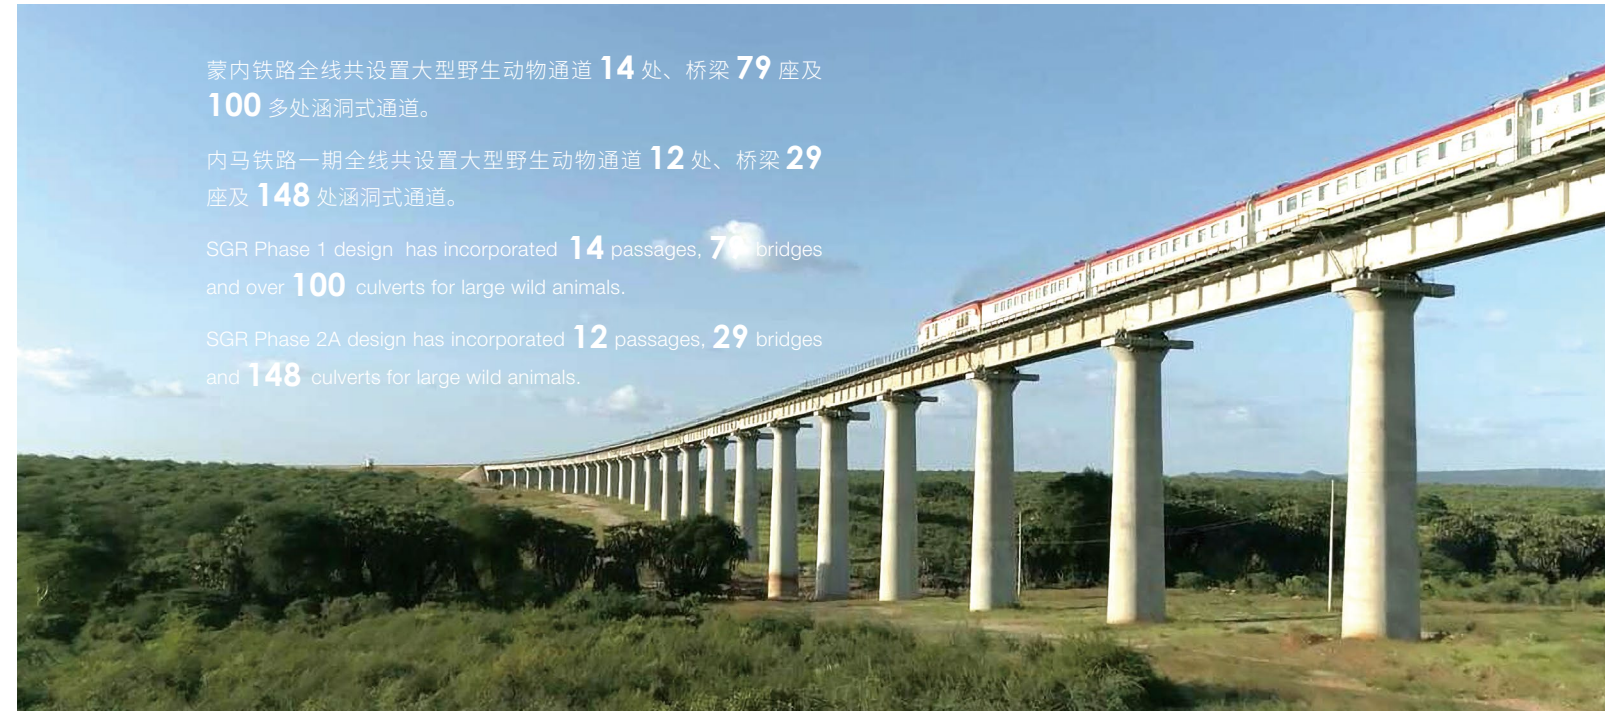 蒙内铁路全线共设置大型野生动物通道 14 处、桥梁 79 座及
100 多处涵洞式通道。
内马铁路一期全线共设置大型野生动物通道 12 处、桥梁 29
座及 148 处涵洞式通道。
SGR Phase 1 design has incorporated 14 passages, 79 bridges
and over 100 culverts for large wild animals.
SGR Phase 2A design has incorporated 12 passages, 29 bridges
and 148 culverts for large wild animals.